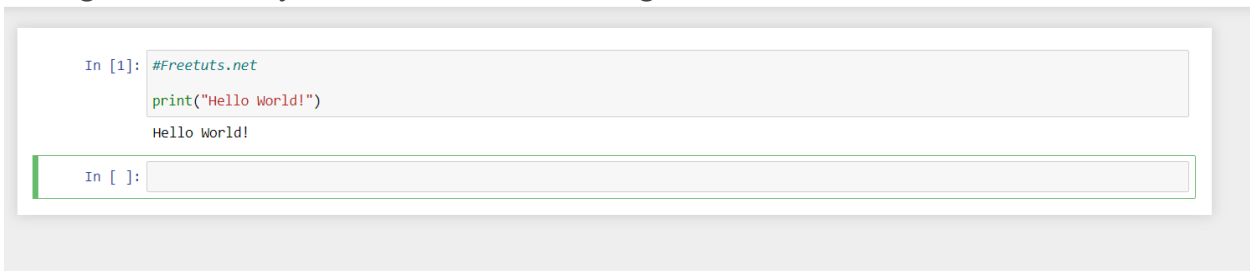 In [1]: #Freetuts.net
print("Hello World!")
Hello World!
In [ ]: